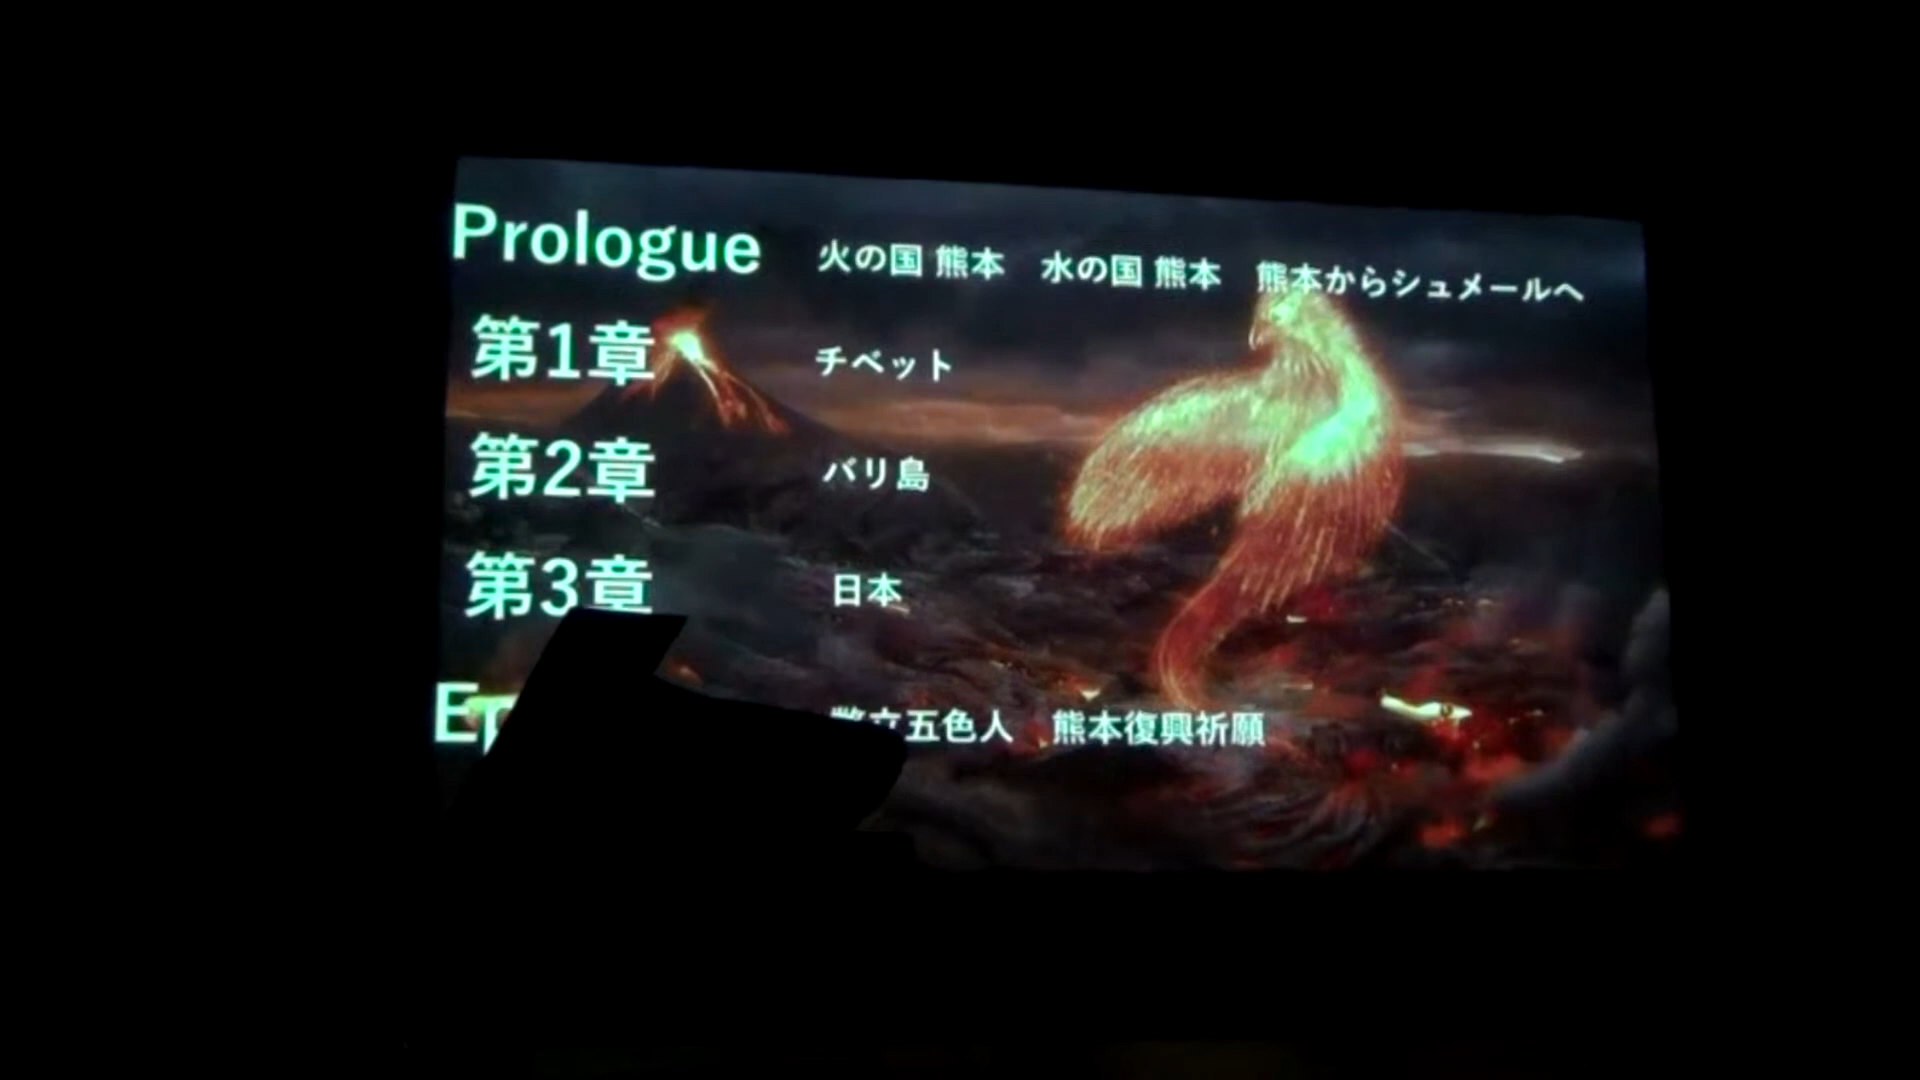 Prologue 火の国 熊本 水の国 熊本 熊本からシュメールへ
第1章 チベット
第2章 バリ島
第3章 日本
五色人 熊本復興祈願